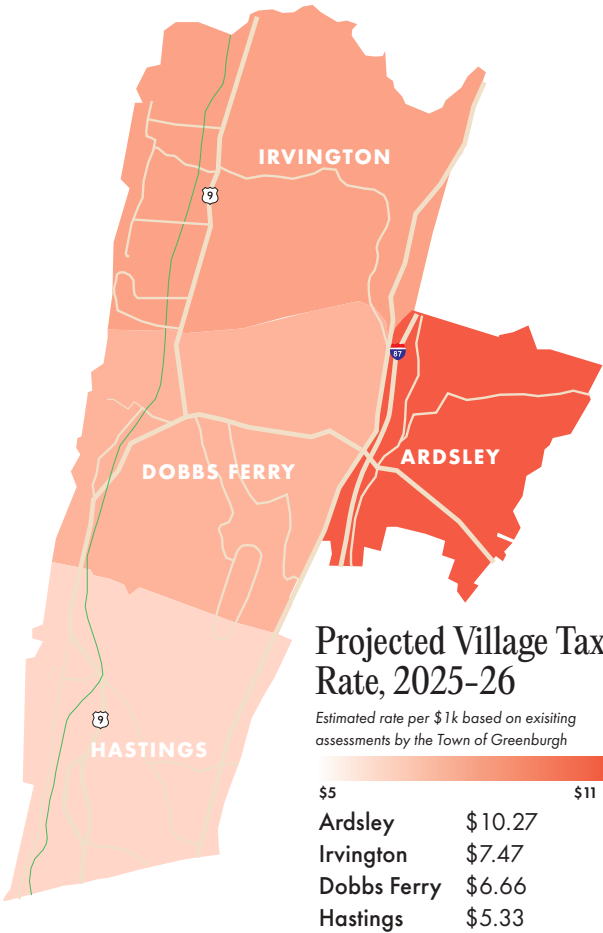 IRVINGTON
9
87
ARDSLEY
DOBBS FERRY
9
HASTINGS
Projected Village Tax
Rate, 2025-26
Estimated rate per $1k based on exisiting
assessments by the Town of Greenburgh
$5 $11
Ardsley $10.27
Irvington $7.47
Dobbs Ferry $6.66
Hastings $5.33